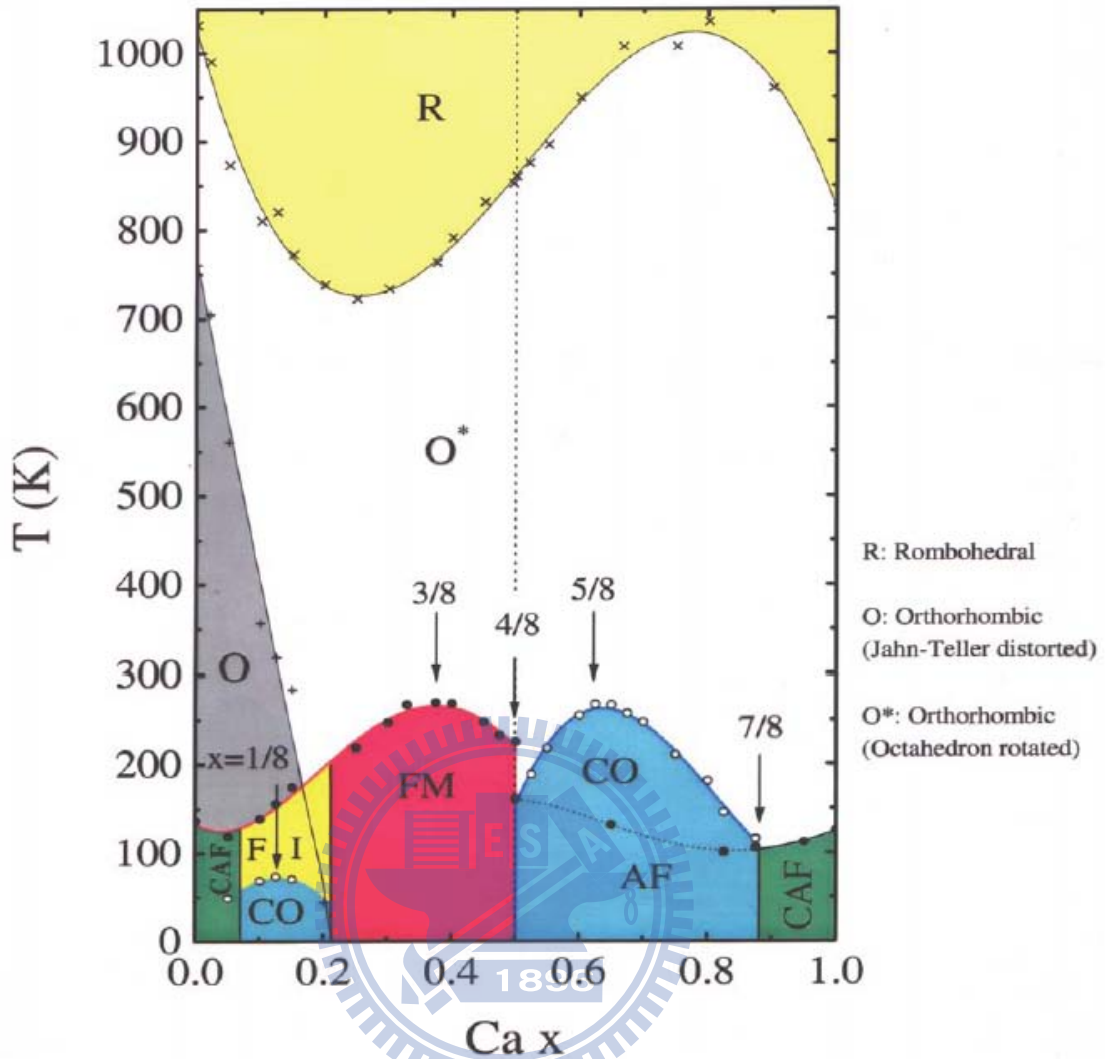 1000
900
800
700
600
500
400
300
200
100
0
T (K)
R
O*
O
3/8
4/8
5/8
7/8
x=1/8
FM
CO
F I
CO
CAF
AF
CAF
ESA
1896
0.0 0.2 0.4 0.6 0.8 1.0
Ca x
R: Rombohedral
O: Orthorhombic
(Jahn-Teller distorted)
O*: Orthorhombic
(Octahedron rotated)